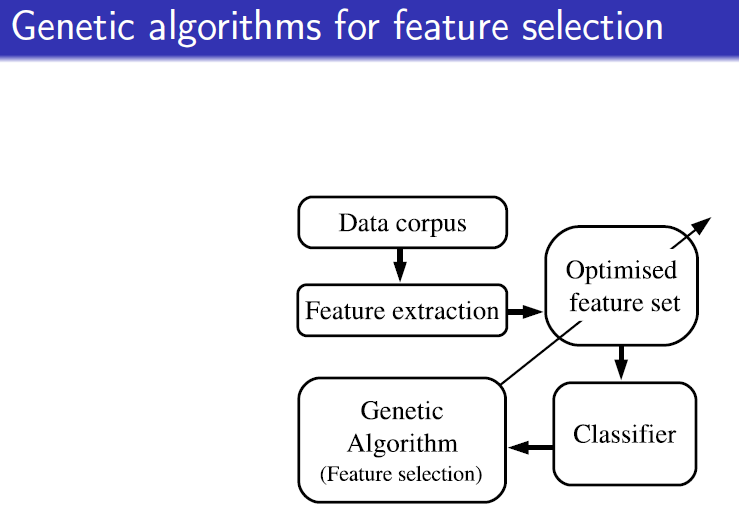 Genetic algorithms for feature selection
Data corpus
Feature extraction
Optimised
feature set
Classifier
Genetic
Algorithm
(Feature selection)